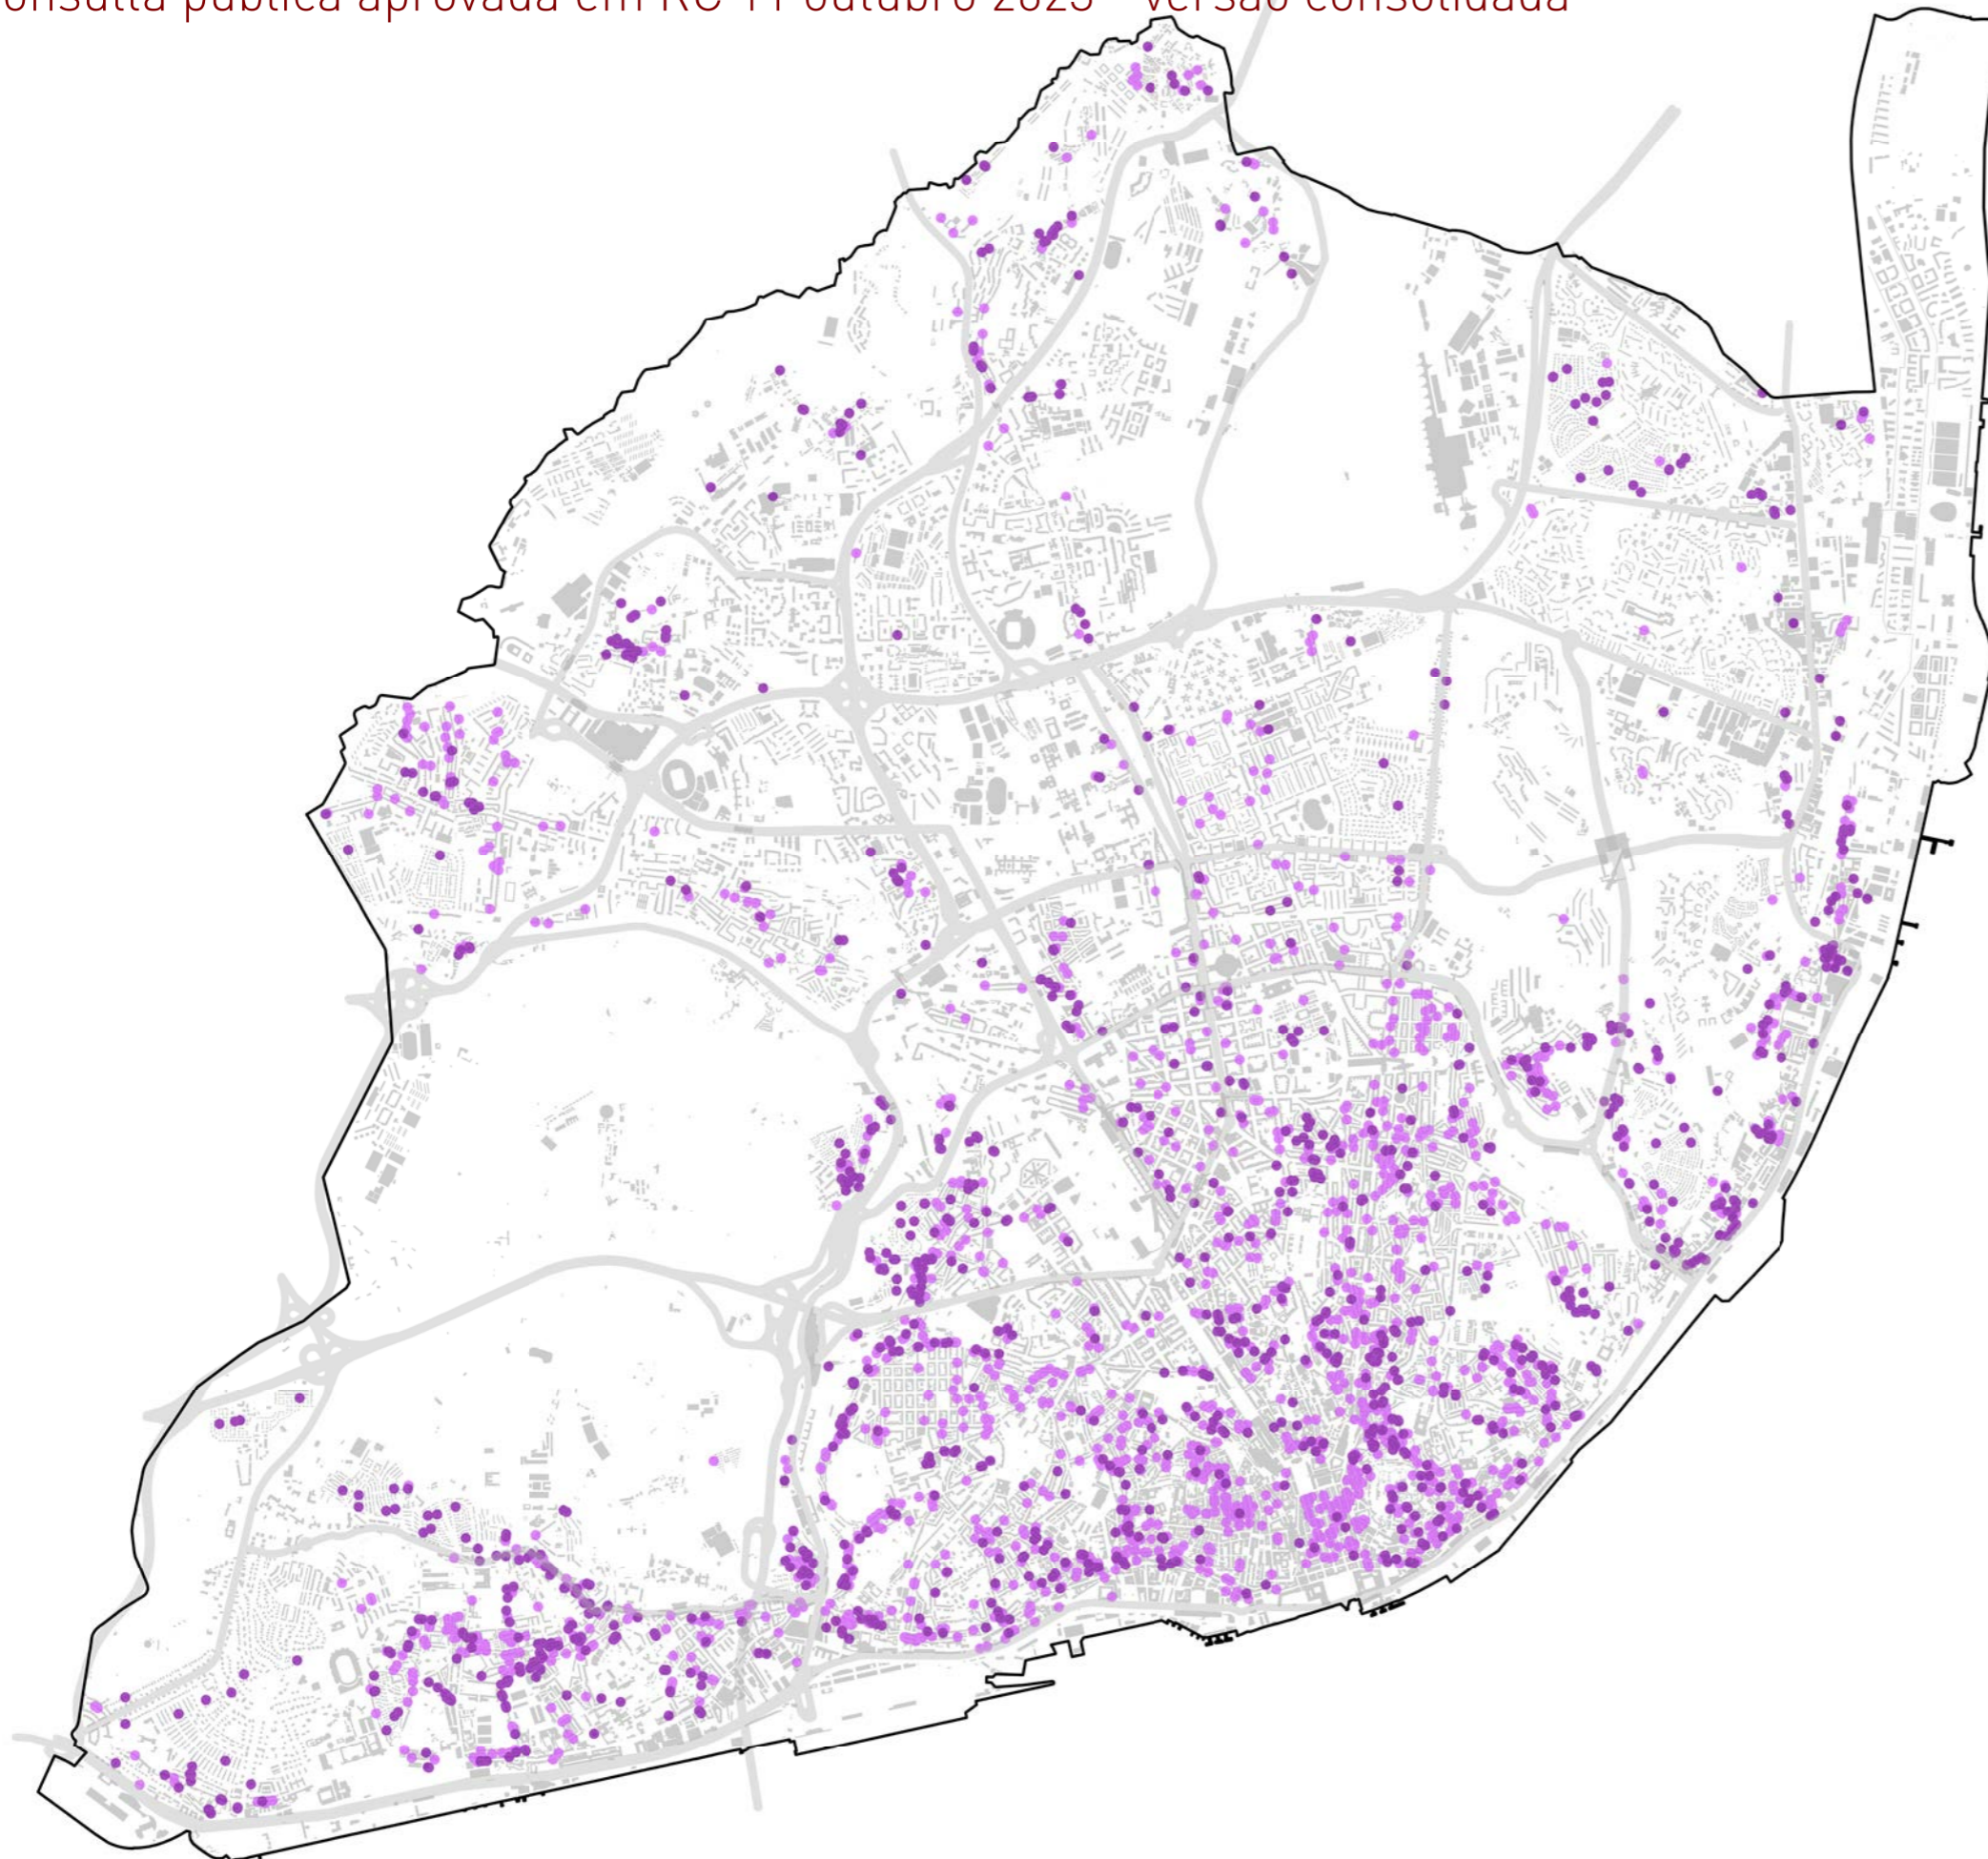 onsulta pública aprovada em RC 11 outubro 2023 - versão consolidada